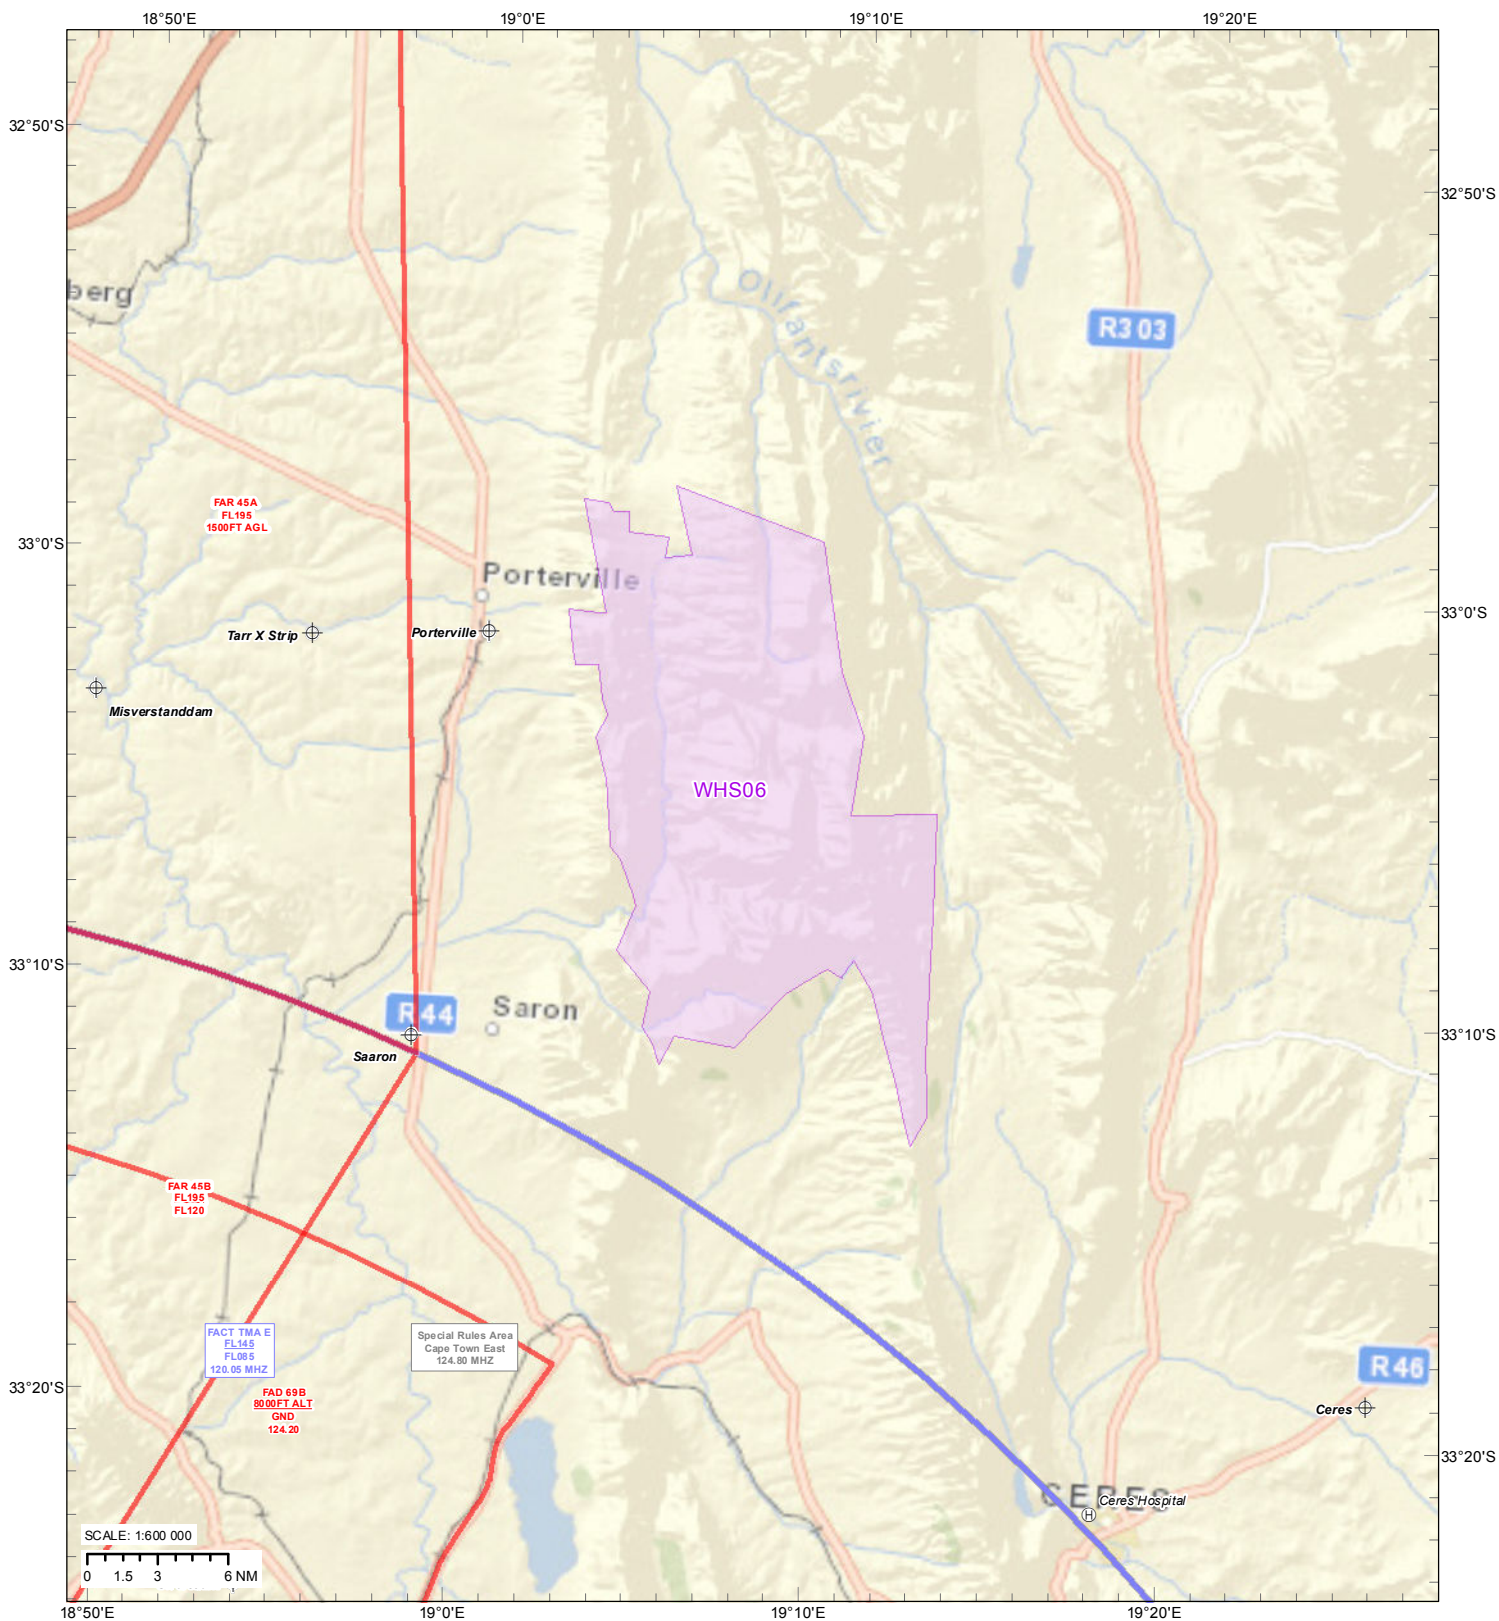 18°50'E
19°0'E
19°10'E
19°20'E
32°50'S
32°50'S
berg
Olifantsrivier
R303
FAR 45A
FL195
1500FT AGL
33°0'S
33°0'S
Porterville
Tarr X Strip
Porterville
Misverstanddam
WHS06
33°10'S
33°10'S
R44
Saron
Saaron
FAR 45B
FL195
FL120
FACT TMA E
FL145
FL085
120.05 MHZ
Special Rules Area
Cape Town East
124.80 MHZ
R46
33°20'S
33°20'S
FAD 69B
8000FT ALT
GND
124.20
Ceres
CERES
Ceres Hospital
H
SCALE: 1:600 000
0 1.5 3 6 NM
18°50'E
19°0'E
19°10'E
19°20'E